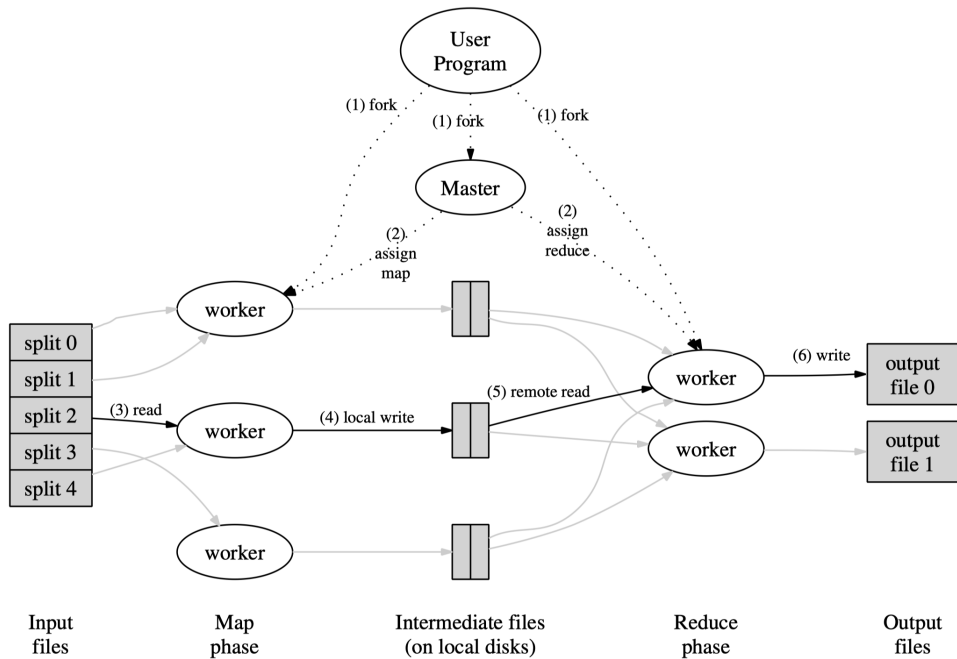 User
Program
(1) fork
(1) fork
(1) fork
Master
(2)
assign
map
(2)
assign
reduce
worker
split 0
split 1
split 2
split 3
split 4
(3) read
worker
(4) local write
(5) remote read
worker
(6) write
output
file 0
worker
output
file 1
worker
Input
files
Map
phase
Intermediate files
(on local disks)
Reduce
phase
Output
files